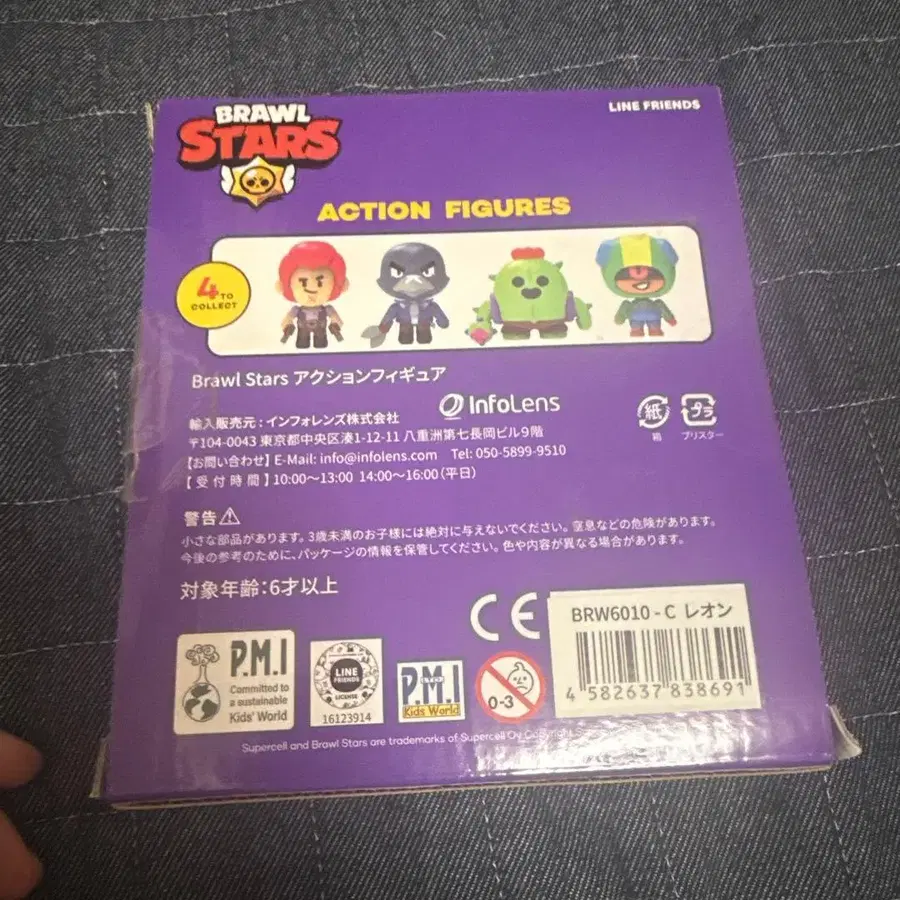 BRAWL
STARS
LINE FRIENDS
ACTION FIGURES
4 TO
COLLECT
Brawl Stars アクションフィギュア
InfoLens
輸入販売元：インフォレンズ株式会社
〒104-0043 東京都中央区湊1-12-11 八重洲第七長岡ビル9階
【お問い合わせ】E-Mail: info@infolens.com Tel: 050-5899-9510
【受付時間】10:00～13:00 14:00～16:00(平日)
紙
箱
プラ
ブリスター
警告
小さな部品があります。3歳未満のお子様には絶対に与えないでください。窒息などの危険があります。
今後の参考のために、パッケージの情報を保管してください。色や内容が異なる場合があります。
対象年齢：6才以上
CE
BRW6010 - C レオン
4 582637 838691
P.M.I
Committed to
a sustainable
Kids' World
LINE
FRIENDS
LICENSE
16123914
P.M.I
LTD
Kids World
0-3
Supercell and Brawl Stars are trademarks of Supercell Oy Copyright